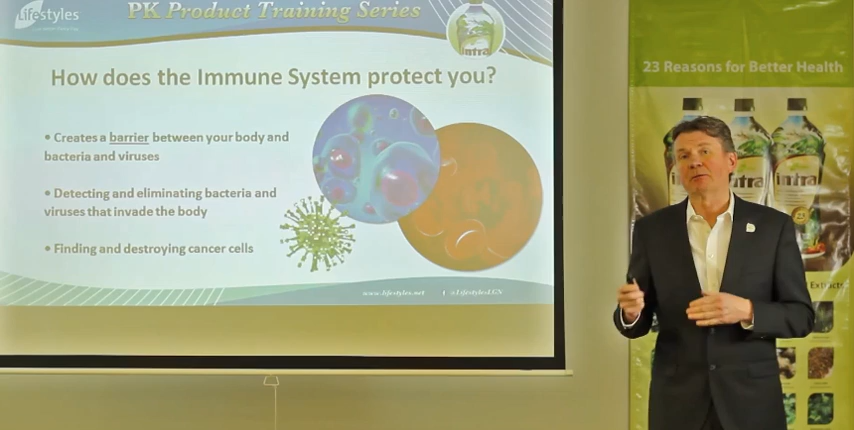 Lifestyles
PK Product Training Series
intra
How does the Immune System protect you?
• Creates a barrier between your body and
bacteria and viruses
• Detecting and eliminating bacteria and
viruses that invade the body
• Finding and destroying cancer cells
www.lifestyles.net
@LifestylesLGN
23 Reasons for Better Health
intra
intra
Extracts